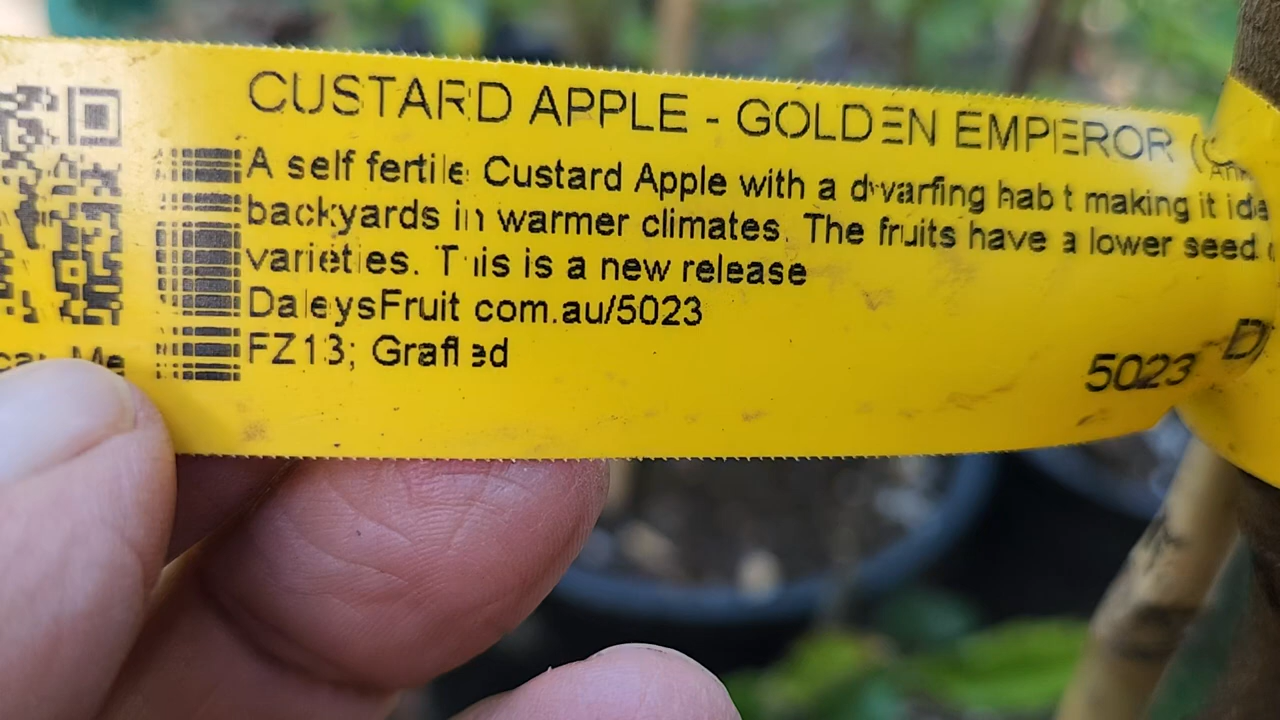 CUSTARD APPLE - GOLDEN EMPEROR
A self fertile Custard Apple with a dwarfing habit making it
backyards in warmer climates. The fruits have a lower seed
varieties. This is a new release
DaleysFruit.com.au/5023
FZ13; Grafted
5023
Me